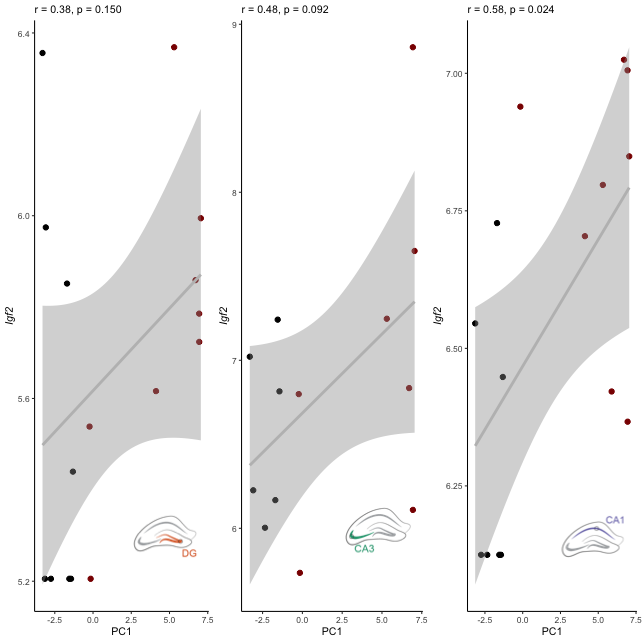 r = 0.38, p = 0.150
6.4
6.0
5.6
5.2
Igf2
-2.5 0.0 2.5 5.0 7.5
PC1
DG
r = 0.48, p = 0.092
9
8
7
6
Igf2
-2.5 0.0 2.5 5.0 7.5
PC1
CA3
r = 0.58, p = 0.024
7.00
6.75
6.50
6.25
Igf2
-2.5 0.0 2.5 5.0 7.5
PC1
CA1